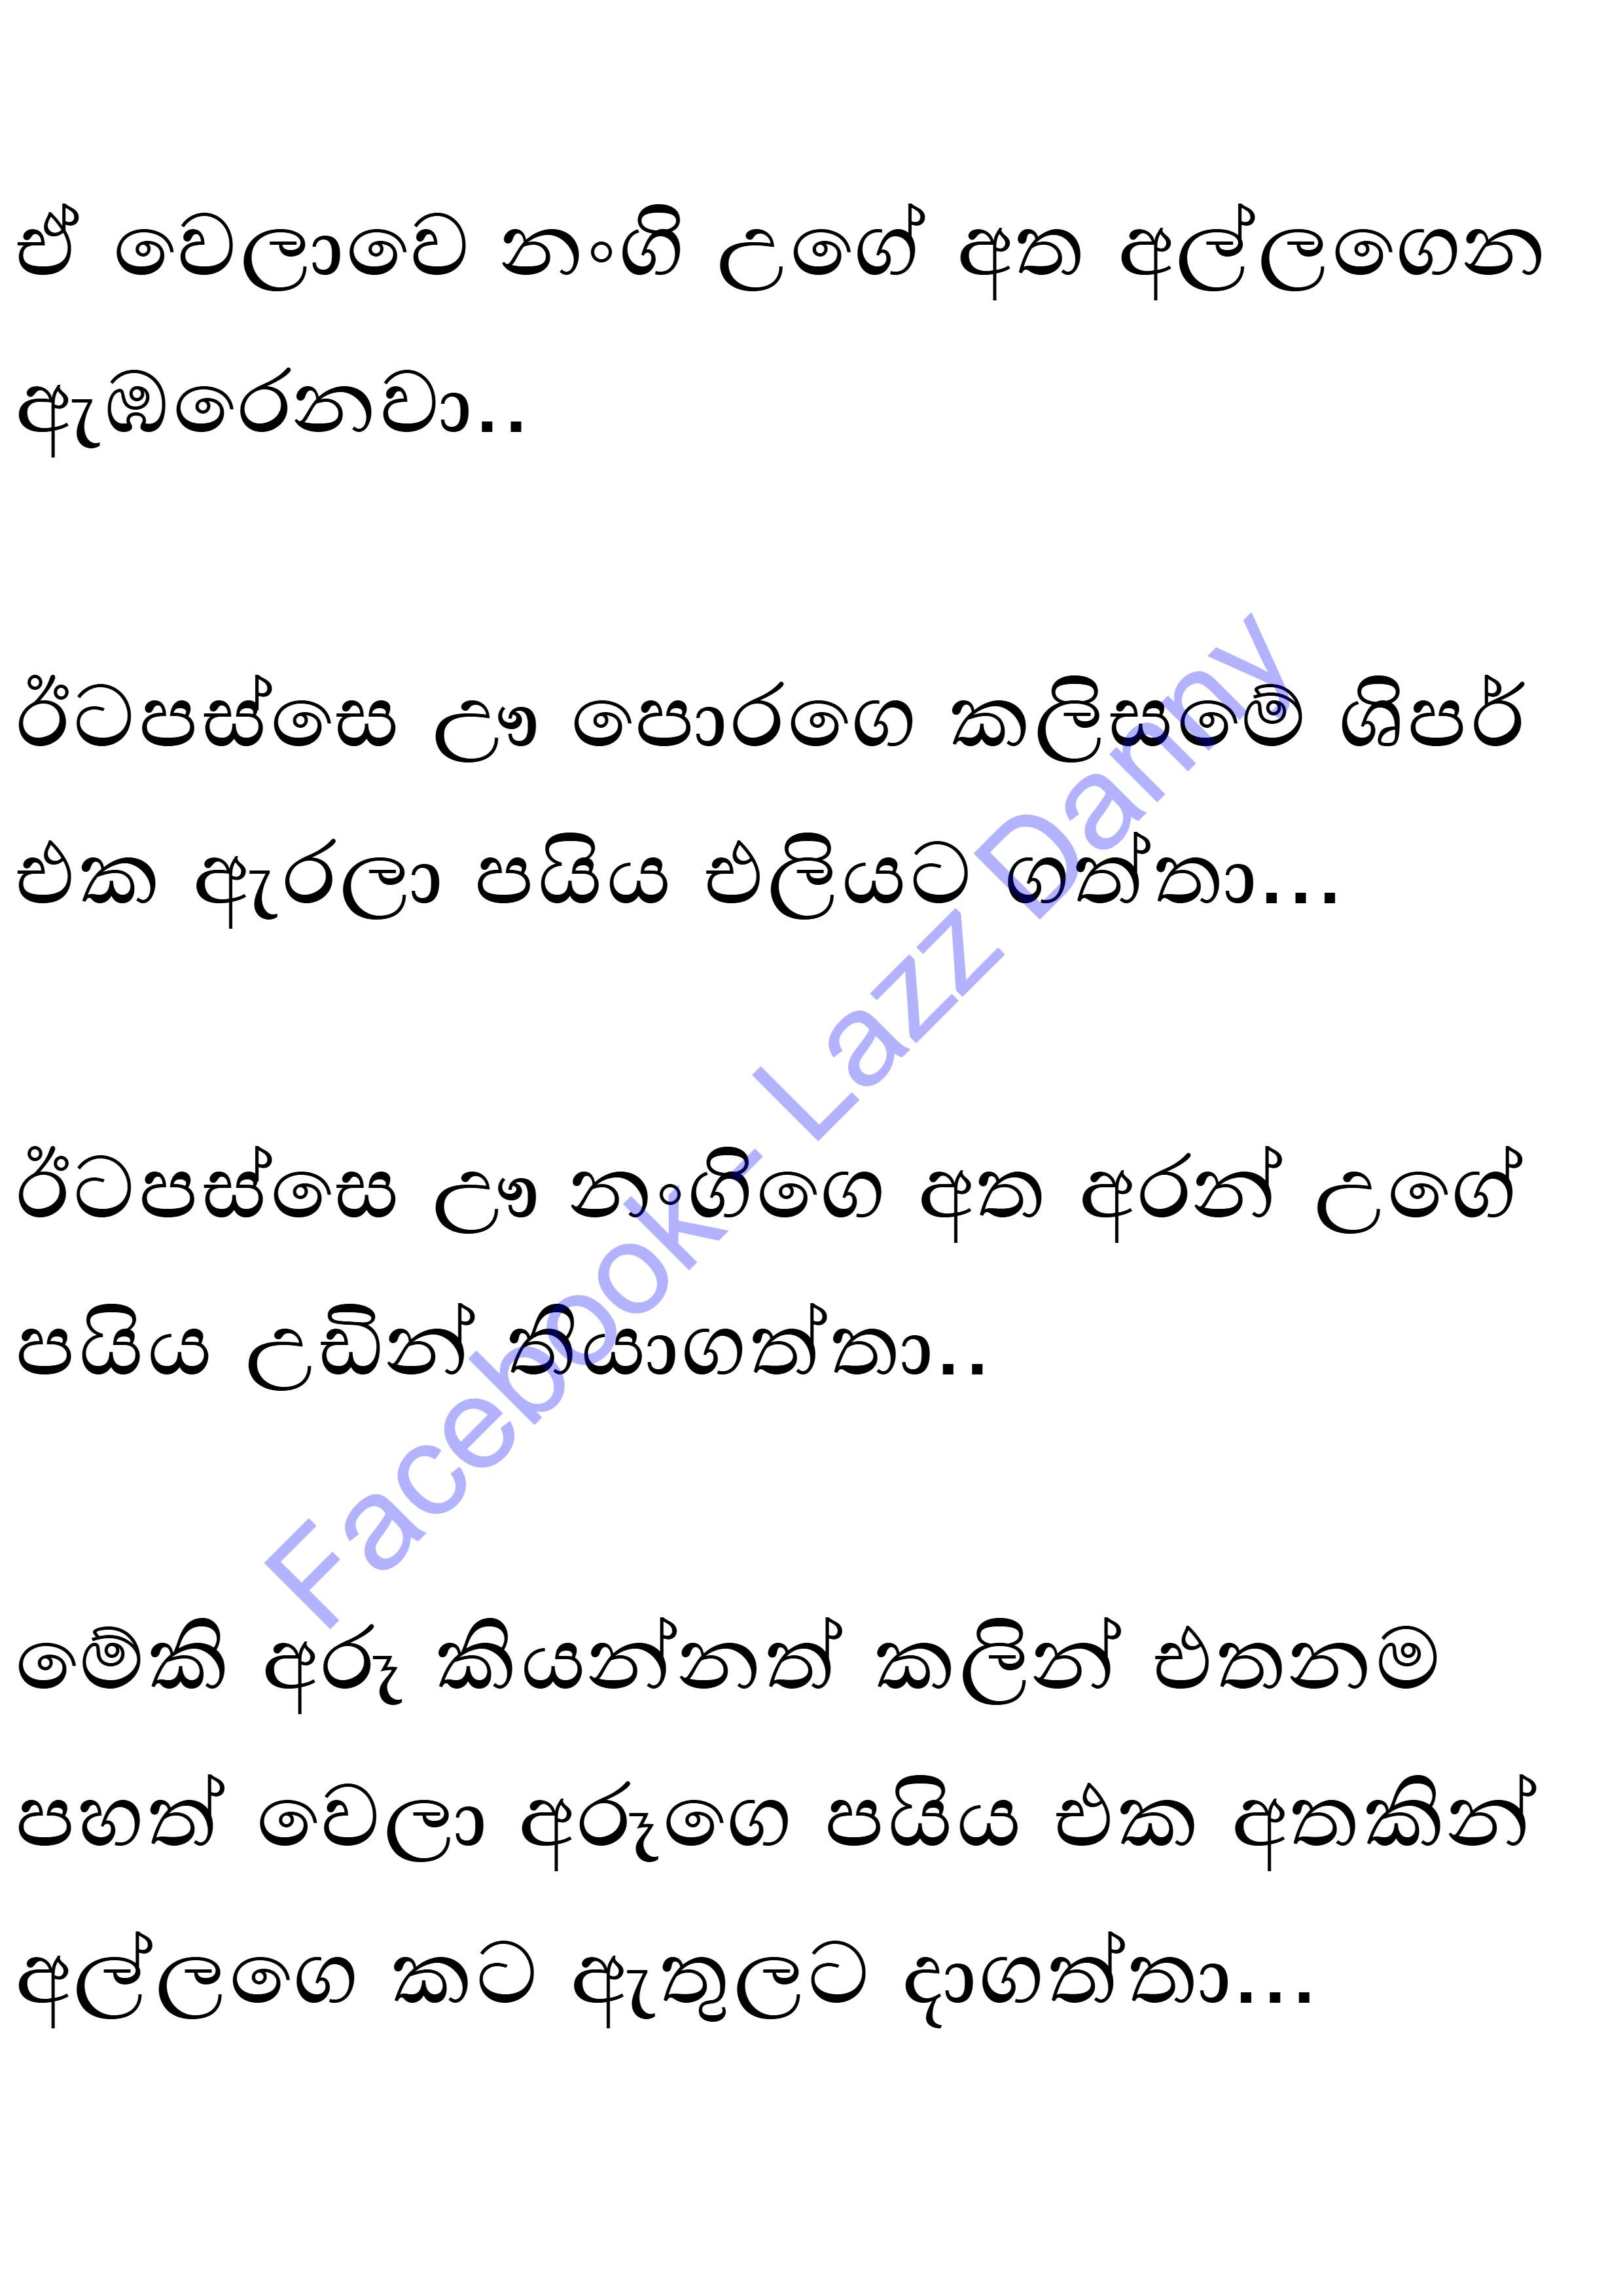 ඒ වෙලාවෙ නංගි උගේ අත අල්ලගෙන
ඇඹරෙනවා..
ඊටපස්සෙ ඌ පොරගෙ කලිසමේ ශිපර්
එක ඇරලා පයිය එලියට ගත්තා...
ඊටපස්සෙ ඌ නංගිගෙ අත අරන් උගේ
පයිය උඩින් තියාගත්තා..
මේකි අරූ කියන්නත් කලින් එතනම
පහත් වෙලා අරූගෙ පයිය එක අතකින්
අල්ලගෙ කට ඇතුලට දාගත්තා...
Facebook- Lazz Danny